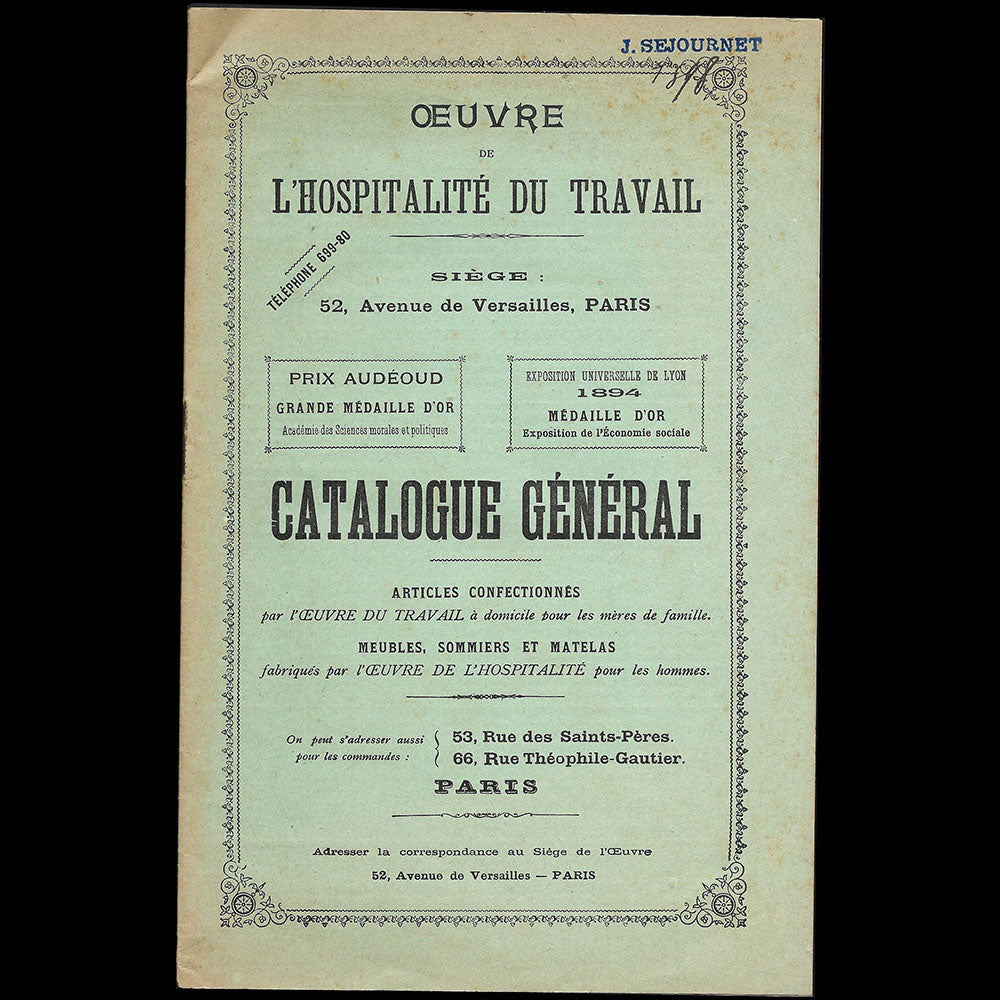 J. SEJOURNET
1898
ŒUVRE
DE
L'HOSPITALITÉ DU TRAVAIL
TÉLÉPHONE 699-80
SIÈGE :
52, Avenue de Versailles, PARIS
PRIX AUDÉOUD
GRANDE MÉDAILLE D'OR
Académie des Sciences morales et politiques
EXPOSITION UNIVERSELLE DE LYON
1894
MÉDAILLE D'OR
Exposition de l'Économie sociale
CATALOGUE GÉNÉRAL
ARTICLES CONFECTIONNÉS
par l'ŒUVRE DU TRAVAIL à domicile pour les mères de famille.
MEUBLES, SOMMIERS ET MATELAS
fabriqués par l'ŒUVRE DE L'HOSPITALITÉ pour les hommes.
On peut s'adresser aussi
pour les commandes :
53, Rue des Saints-Pères.
66, Rue Théophile-Gautier.
PARIS
Adresser la correspondance au Siège de l'Œuvre
52, Avenue de Versailles — PARIS